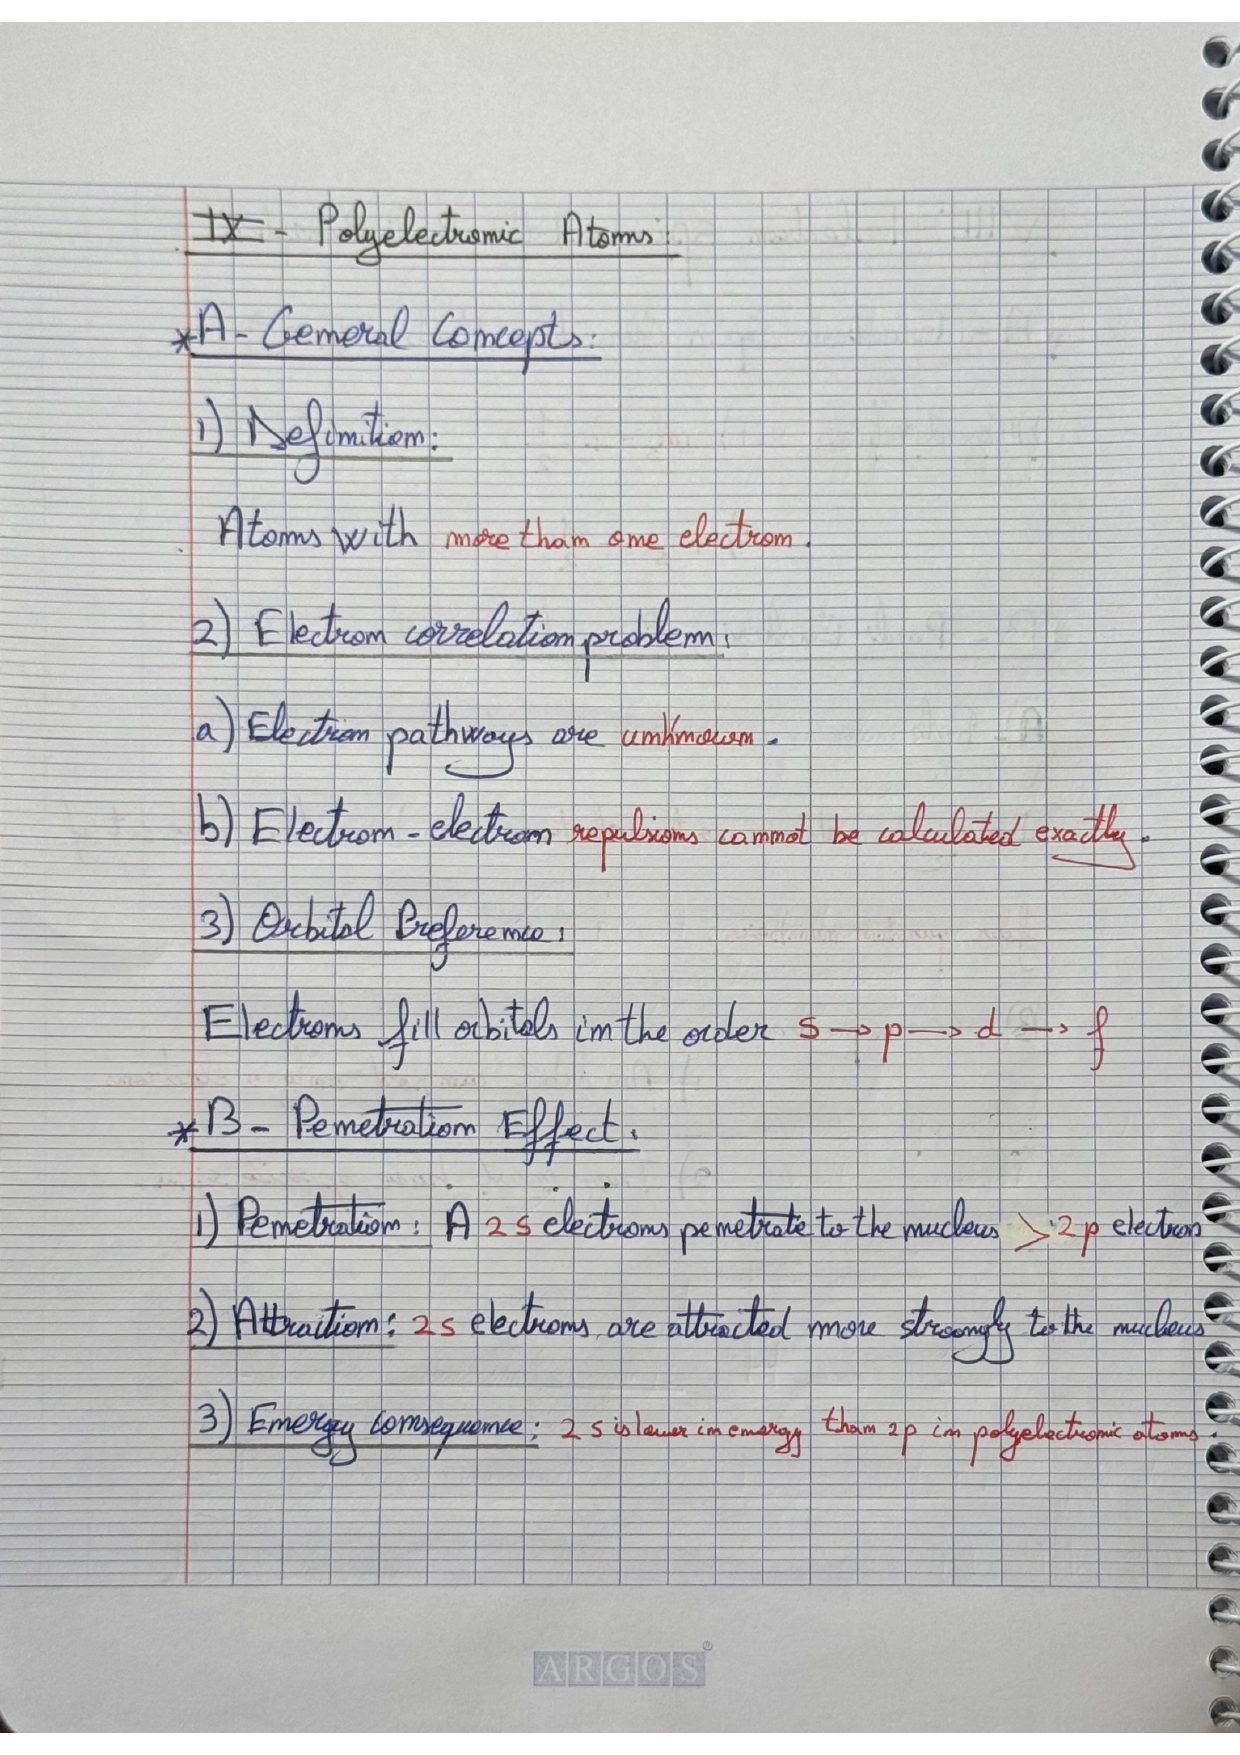 IX - Polyelectronic Atoms:
* A - General Concepts:
1) Definition:
Atoms with more than one electron.
2) Electron correlation problem:
a) Electron pathways are unknown.
b) Electron - electron repulsions cannot be calculated exactly.
3) Orbital Preference:
Electrons fill orbitals in the order s → p → d → f
* B - Penetration Effect:
1) Penetration: A 2s electrons penetrate to the nucleus > 2p electron
2) Attraction: 2s electrons are attracted more stroongly to the nucleus
3) Energy consequence: 2s is lower in energy than 2p in polyelectronic atoms.
ARGOS®